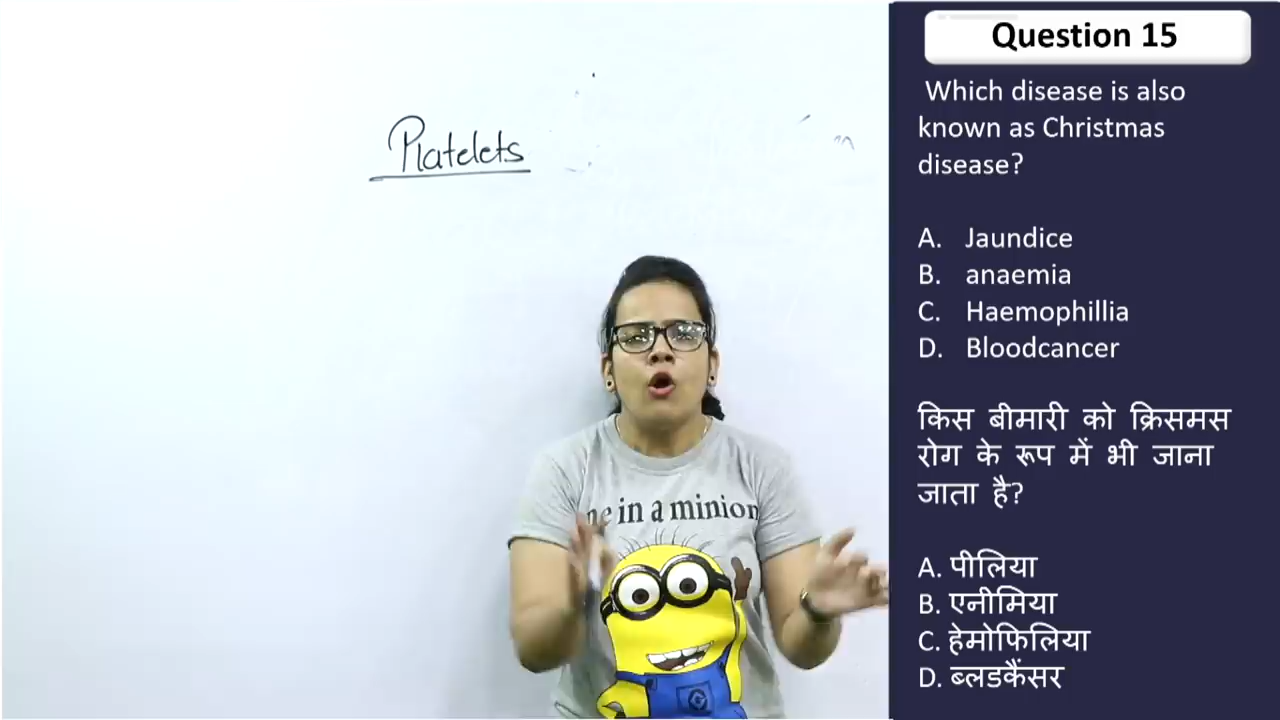 Platelets
ne in a minion
Question 15
Which disease is also
known as Christmas
disease?
A. Jaundice
B. anaemia
C. Haemophillia
D. Bloodcancer
किस बीमारी को क्रिसमस
रोग के रूप में भी जाना
जाता है?
A. पीलिया
B. एनीमिया
C. हेमोफिलिया
D. ब्लडकैंसर